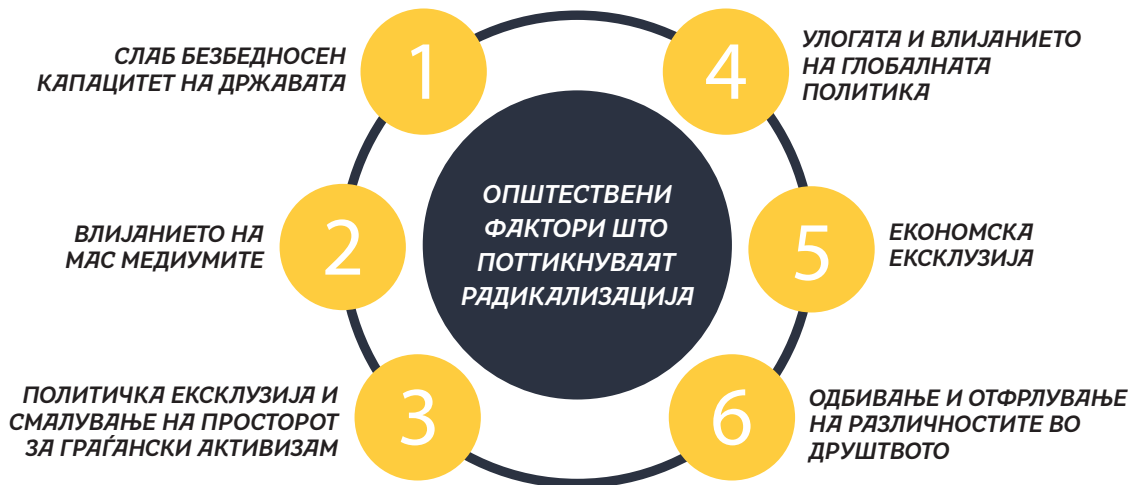 ОПШТЕСТВЕНИ
ФАКТОРИ ШТО
ПОТТИКНУВААТ
РАДИКАЛИЗАЦИЈА
1
СЛАБ БЕЗБЕДНОСЕН
КАПАЦИТЕТ НА ДРЖАВАТА
2
ВЛИЈАНИЕТО НА
МАС МЕДИУМИТЕ
3
ПОЛИТИЧКА ЕКСКЛУЗИЈА И
СМАЛУВАЊЕ НА ПРОСТОРОТ
ЗА ГРАЃАНСКИ АКТИВИЗАМ
4
УЛОГАТА И ВЛИЈАНИЕТО
НА ГЛОБАЛНАТА
ПОЛИТИКА
5
ЕКОНОМСКА
ЕКСКЛУЗИЈА
6
ОДБИВАЊЕ И ОТФРЛУВАЊЕ
НА РАЗЛИЧНОСТИТЕ ВО
ДРУШТВОТО